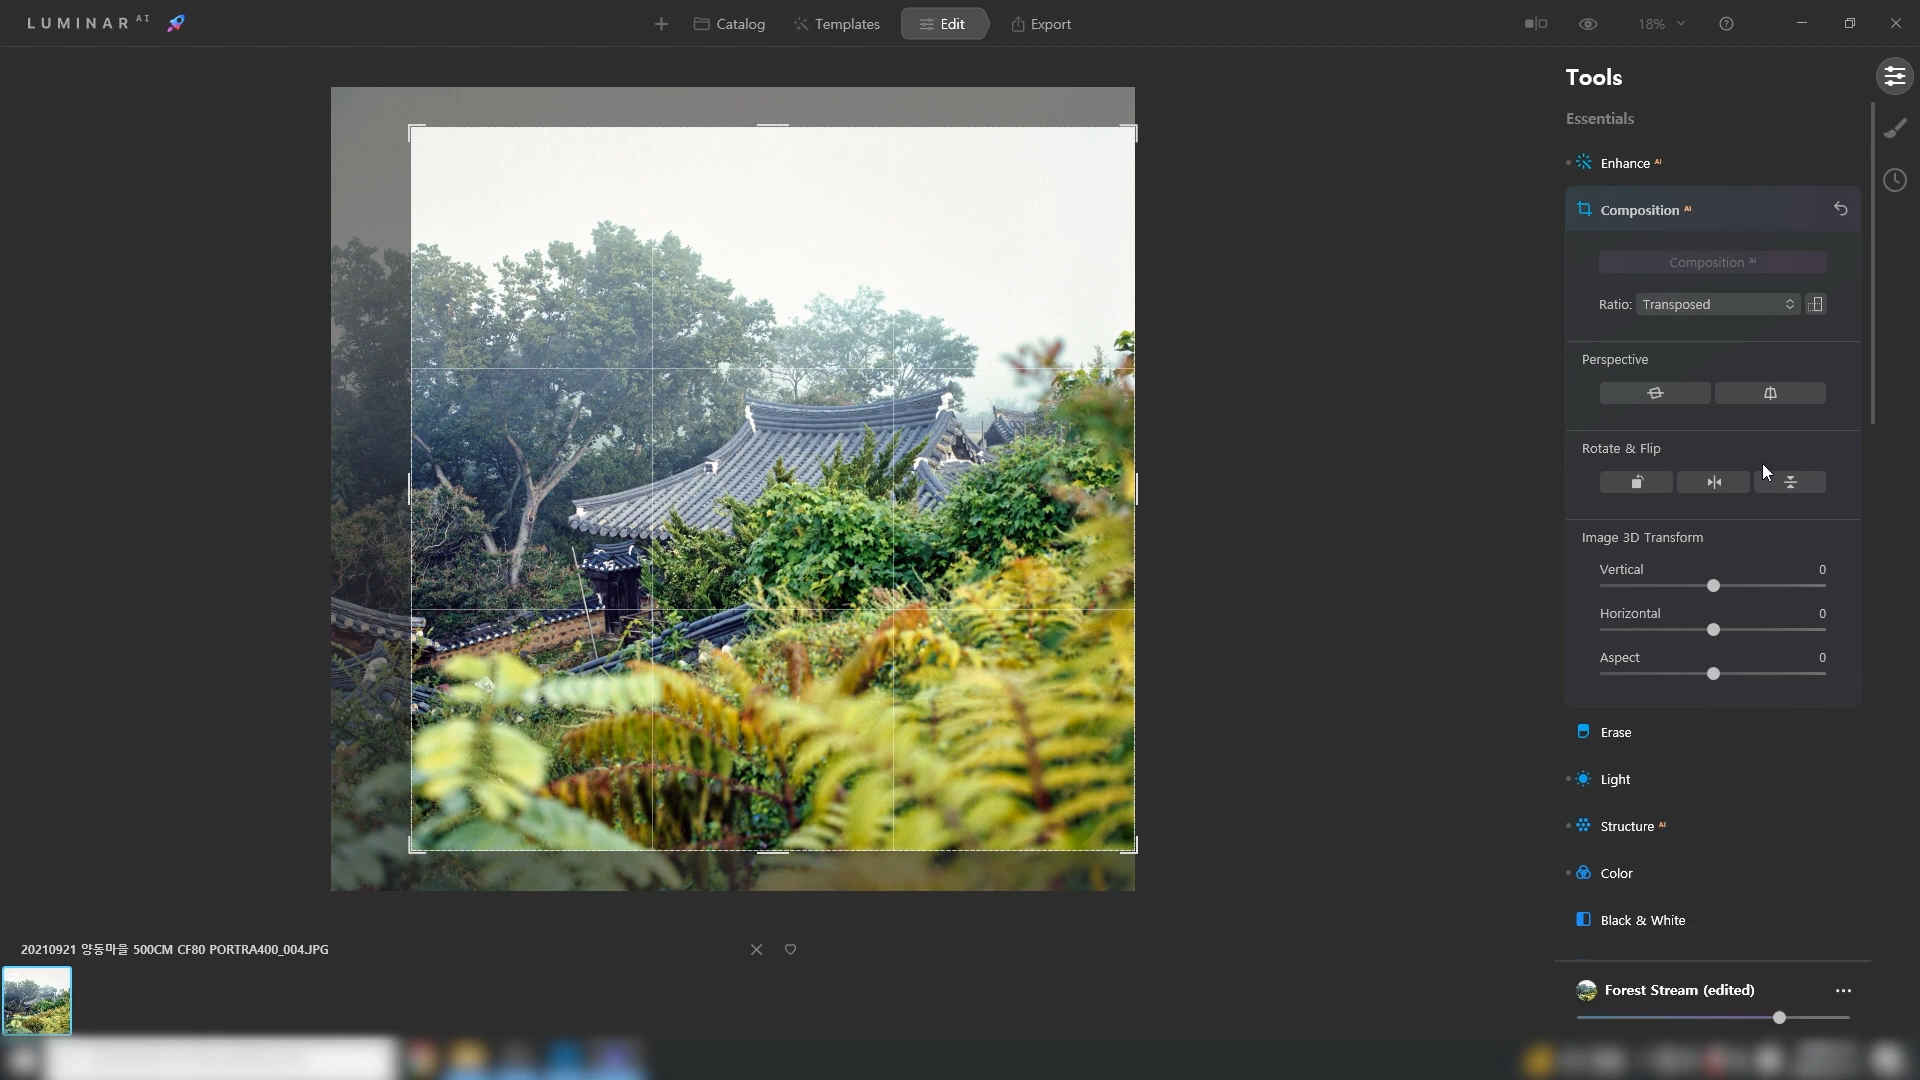 LUMINAR AI
Catalog
Templates
Edit
Export
18%
Tools
Essentials
Enhance AI
Composition AI
Composition AI
Ratio: Transposed
Perspective
Rotate & Flip
Image 3D Transform
Vertical 0
Horizontal 0
Aspect 0
Erase
Light
Structure AI
Color
Black & White
20210921 양동마을 500CM CF80 PORTRA400_004.JPG
Forest Stream (edited)